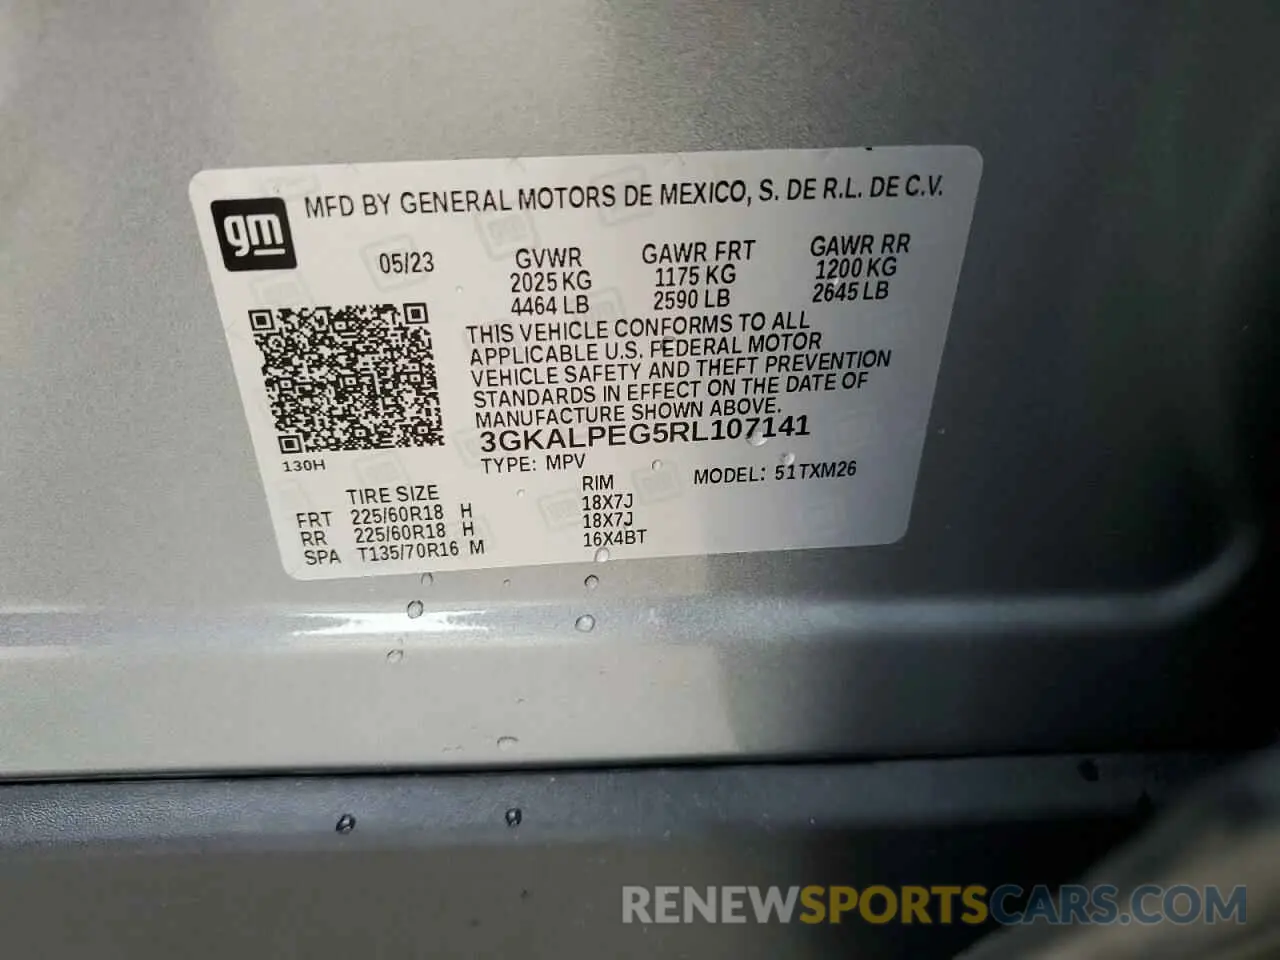 gm
MFD BY GENERAL MOTORS DE MEXICO, S. DE R.L. DE C.V.
05/23 GVWR GAWR FRT GAWR RR
2025 KG 1175 KG 1200 KG
4464 LB 2590 LB 2645 LB
THIS VEHICLE CONFORMS TO ALL
APPLICABLE U.S. FEDERAL MOTOR
VEHICLE SAFETY AND THEFT PREVENTION
STANDARDS IN EFFECT ON THE DATE OF
MANUFACTURE SHOWN ABOVE.
3GKALPEG5RL107141
130H
TYPE: MPV MODEL: 51TXM26
TIRE SIZE RIM
FRT 225/60R18 H 18X7J
RR 225/60R18 H 18X7J
SPA T135/70R16 M 16X4BT
RENEWSPORTSCARS.COM